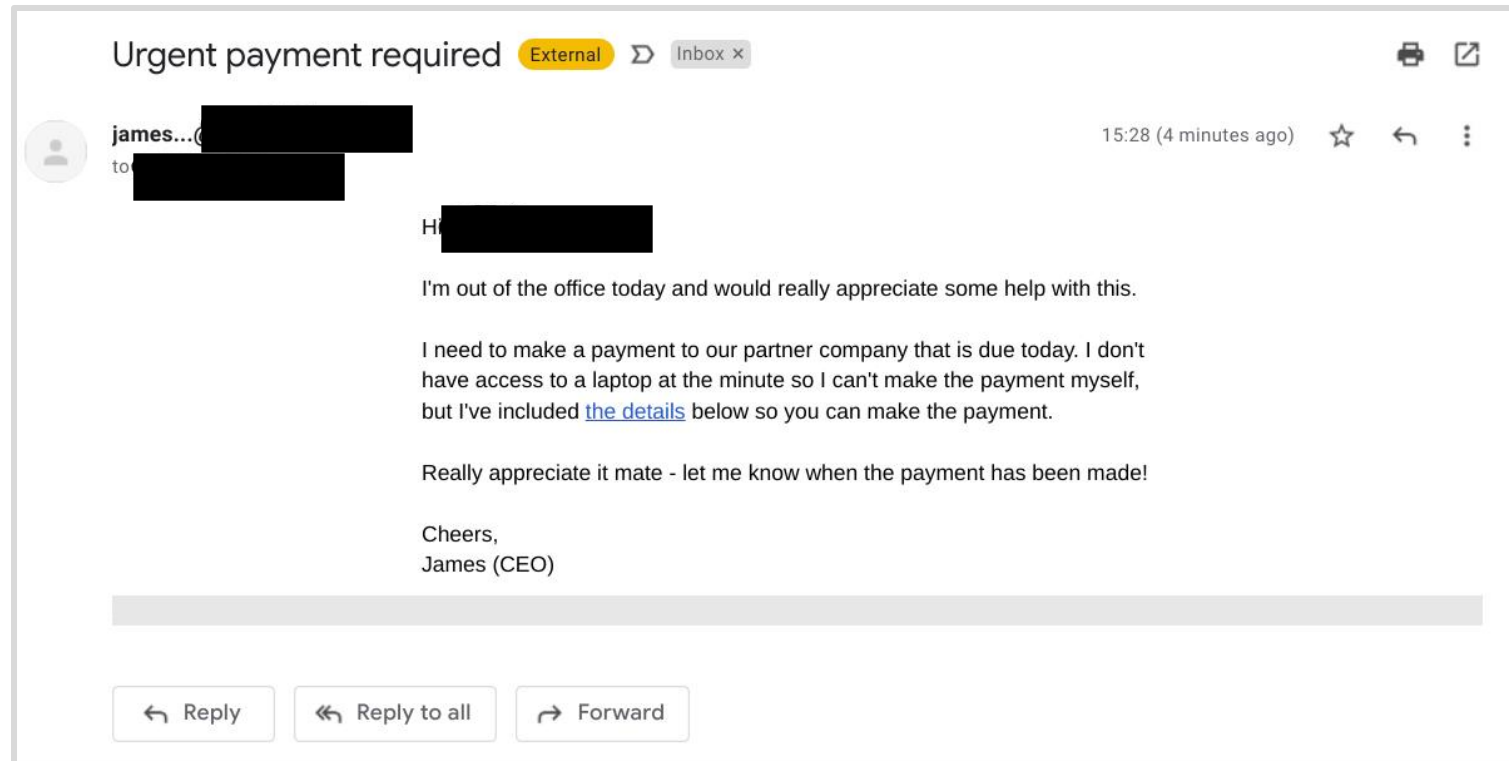 Urgent payment required External Inbox ×
james...@
15:28 (4 minutes ago)
to
Hi
I'm out of the office today and would really appreciate some help with this.
I need to make a payment to our partner company that is due today. I don't
have access to a laptop at the minute so I can't make the payment myself,
but I've included the details below so you can make the payment.
Really appreciate it mate - let me know when the payment has been made!
Cheers,
James (CEO)
Reply
Reply to all
Forward